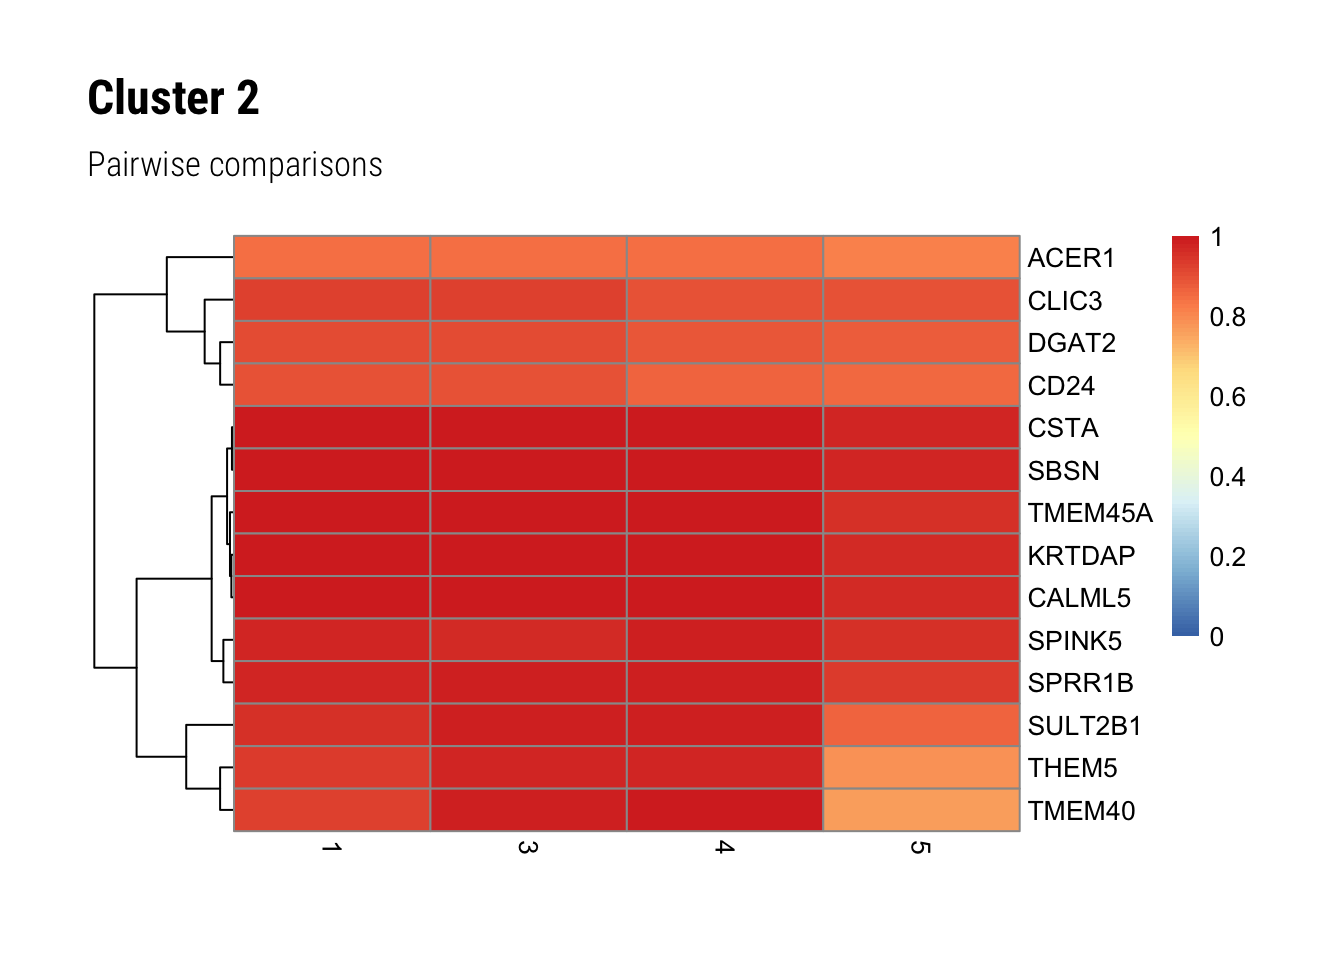 Cluster 2
Pairwise comparisons
ACER1
CLIC3
DGAT2
CD24
CSTA
SBSN
TMEM45A
KRTDAP
CALML5
SPINK5
SPRR1B
SULT2B1
THEM5
TMEM40
1 3 4 5
1
0.8
0.6
0.4
0.2
0